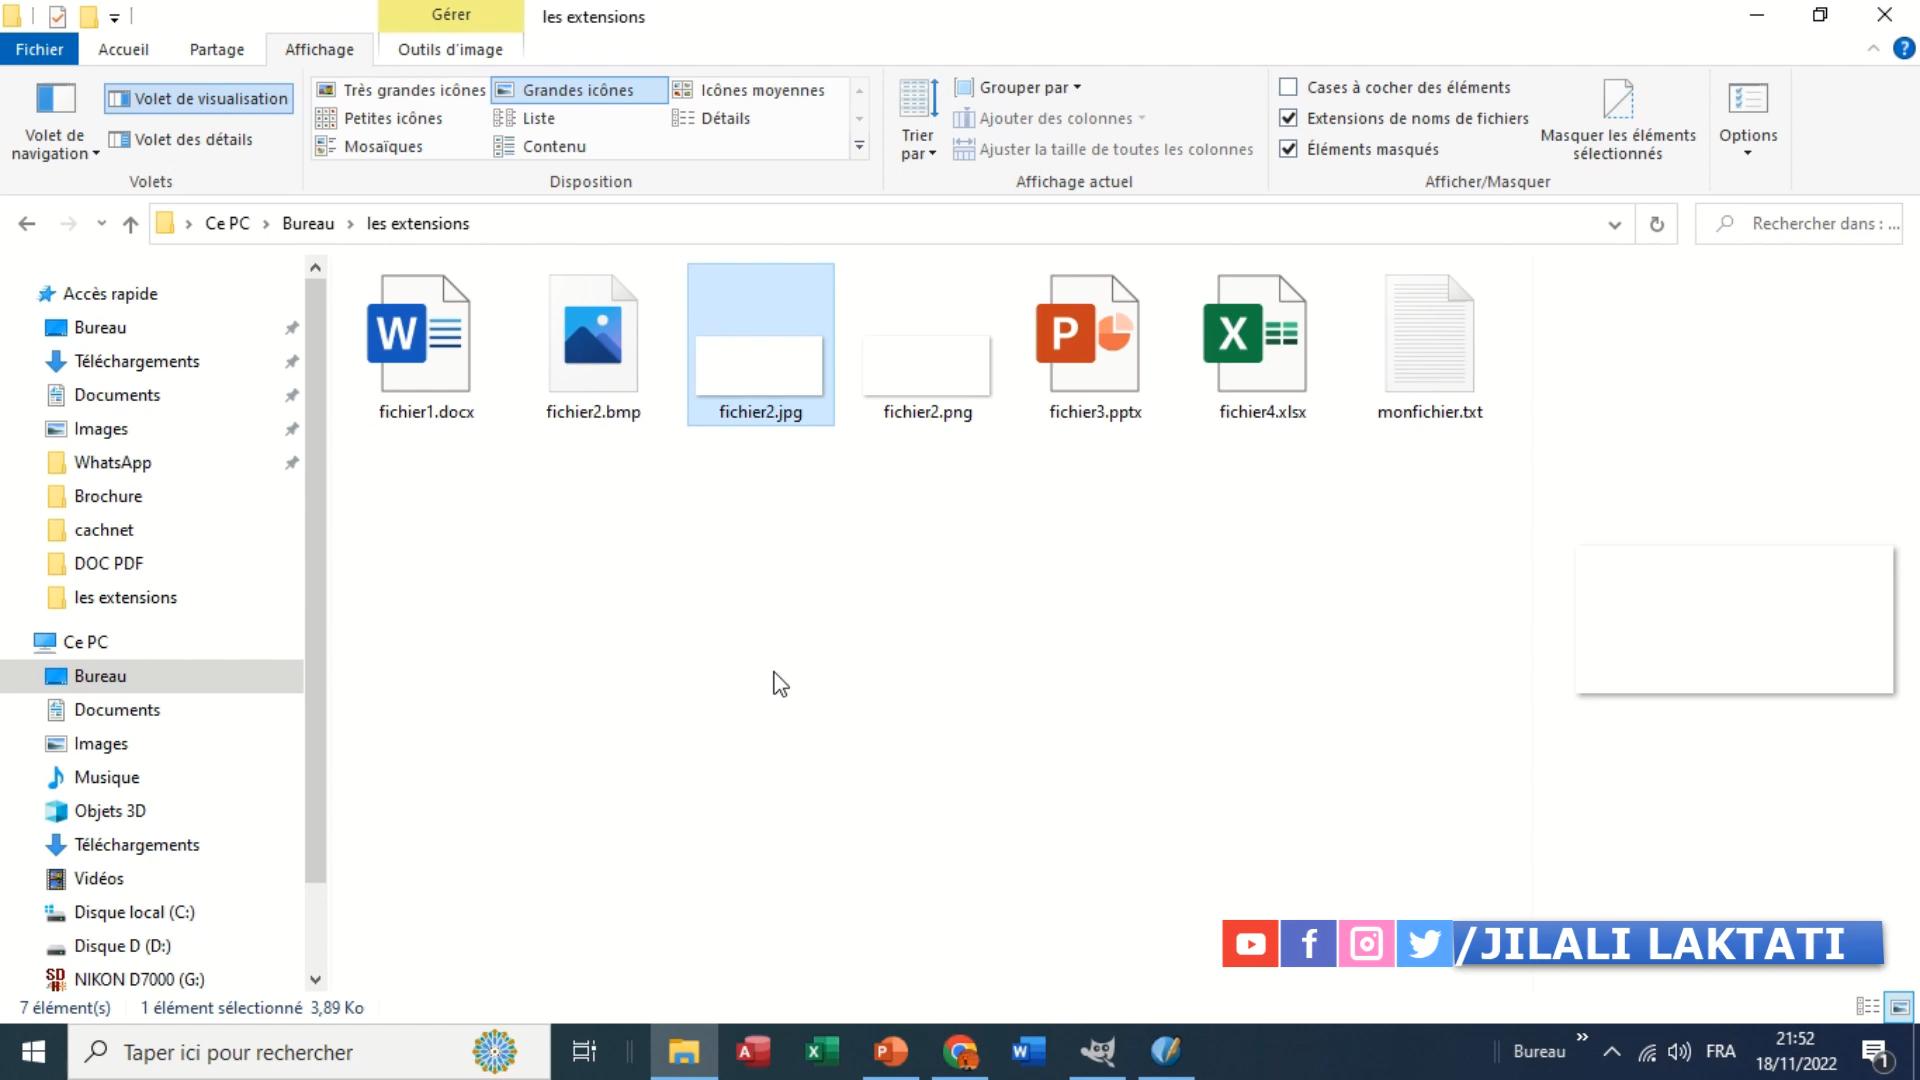 Gérer
les extensions
Fichier
Accueil
Partage
Affichage
Outils d'image
Volet de navigation
Volet de visualisation
Volet des détails
Volets
Très grandes icônes
Grandes icônes
Icônes moyennes
Petites icônes
Liste
Détails
Mosaïques
Contenu
Disposition
Trier par
Grouper par
Ajouter des colonnes
Ajuster la taille de toutes les colonnes
Affichage actuel
Cases à cocher des éléments
Extensions de noms de fichiers
Éléments masqués
Masquer les éléments
sélectionnés
Afficher/Masquer
Options
Ce PC
Bureau
les extensions
Rechercher dans : ...
Accès rapide
Bureau
Téléchargements
Documents
Images
WhatsApp
Brochure
cachnet
DOC PDF
les extensions
Ce PC
Bureau
Documents
Images
Musique
Objets 3D
Téléchargements
Vidéos
Disque local (C:)
Disque D (D:)
NIKON D7000 (G:)
fichier1.docx
fichier2.bmp
fichier2.jpg
fichier2.png
fichier3.pptx
fichier4.xlsx
monfichier.txt
/JILALI LAKTATI
7 élément(s)
1 élément sélectionné 3,89 Ko
Taper ici pour rechercher
Bureau
FRA
21:52
18/11/2022
1